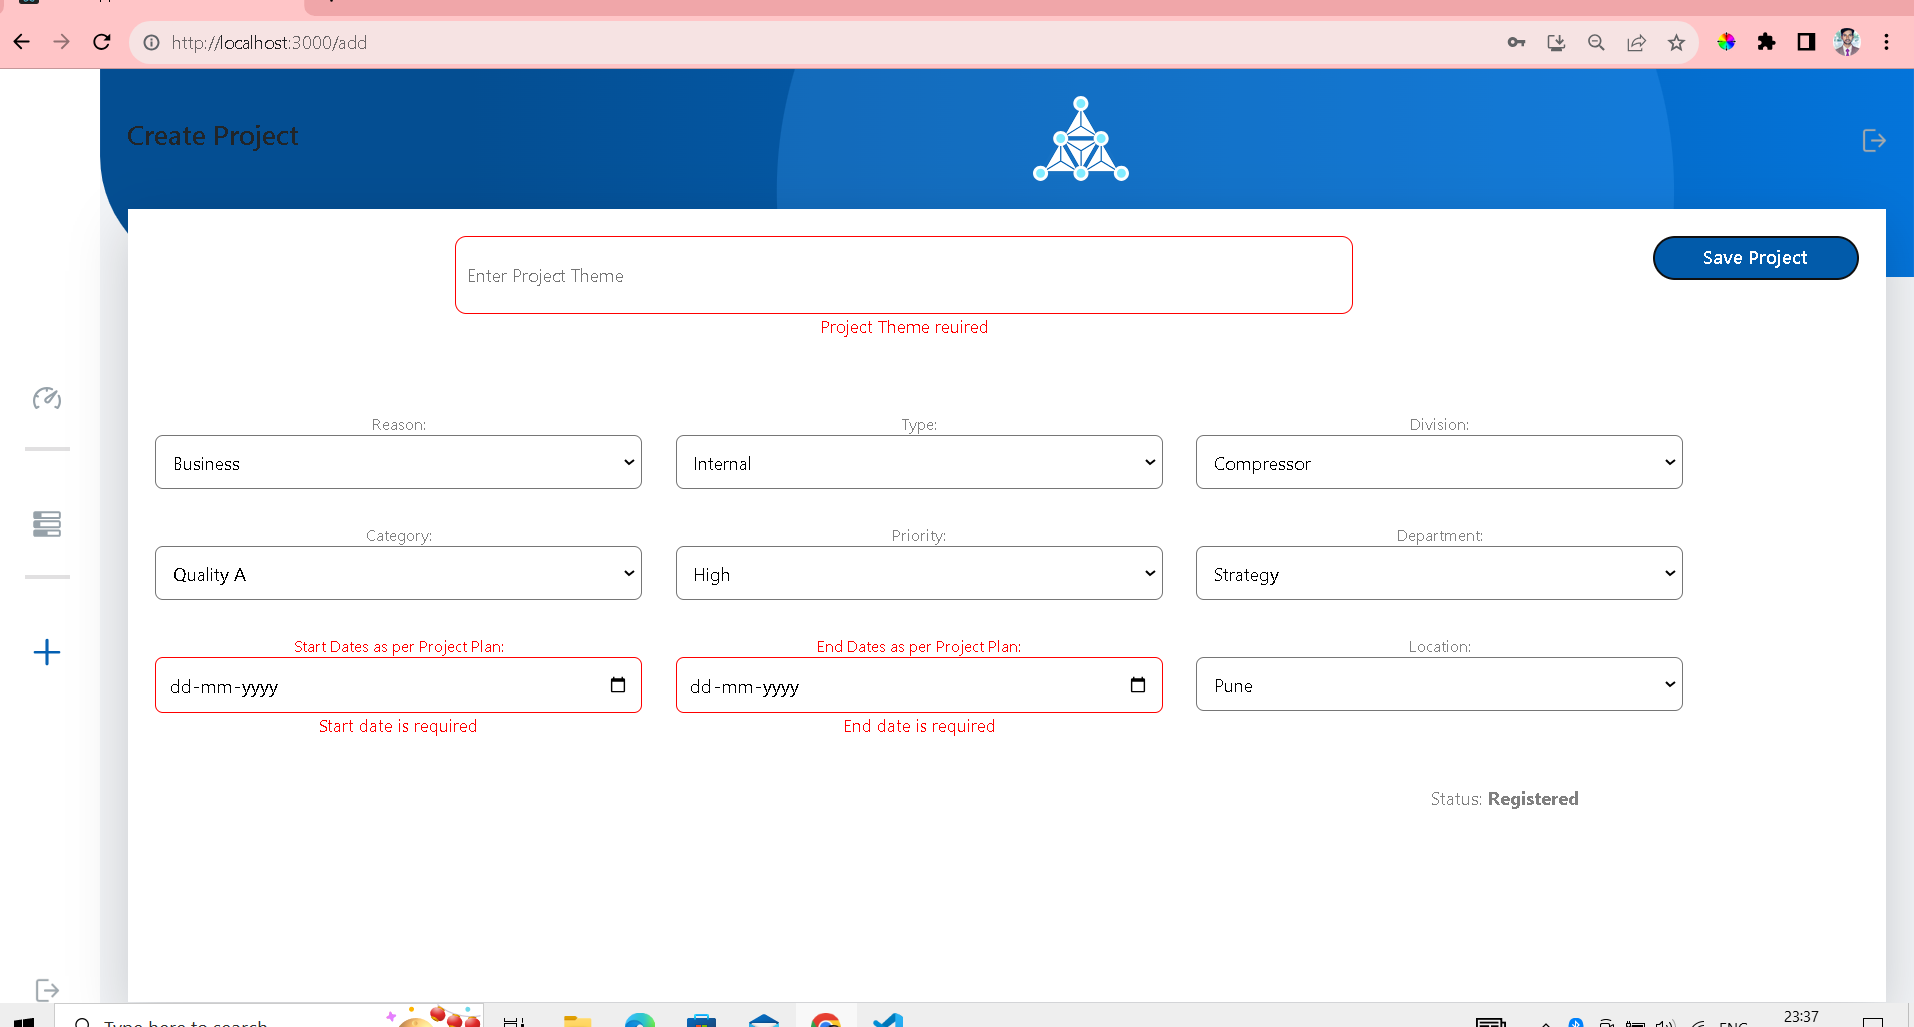 http://localhost:3000/add
Create Project
Enter Project Theme
Save Project
Project Theme reuired
Reason:
Type:
Division:
Business
Internal
Compressor
Category:
Priority:
Department:
Quality A
High
Strategy
Start Dates as per Project Plan:
End Dates as per Project Plan:
Location:
dd-mm-yyyy
dd-mm-yyyy
Pune
Start date is required
End date is required
Status: Registered
Type here to search
ENG
23:37